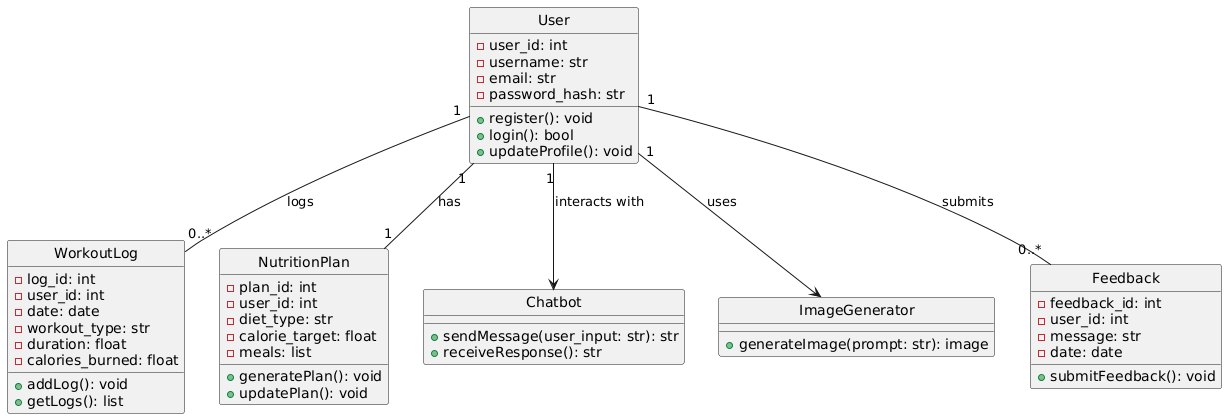 User
user_id: int
username: str
email: str
password_hash: str
register(): void
login(): bool
updateProfile(): void
1
1
1
1
1
logs
has
interacts with
uses
submits
0..*
1
0..*
WorkoutLog
log_id: int
user_id: int
date: date
workout_type: str
duration: float
calories_burned: float
addLog(): void
getLogs(): list
NutritionPlan
plan_id: int
user_id: int
diet_type: str
calorie_target: float
meals: list
generatePlan(): void
updatePlan(): void
Chatbot
sendMessage(user_input: str): str
receiveResponse(): str
ImageGenerator
generateImage(prompt: str): image
Feedback
feedback_id: int
user_id: int
message: str
date: date
submitFeedback(): void